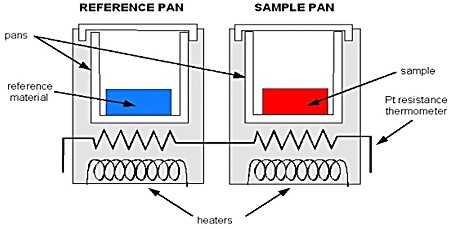 REFERENCE PAN
SAMPLE PAN
pans
reference
material
sample
Pt resistance
thermometer
heaters